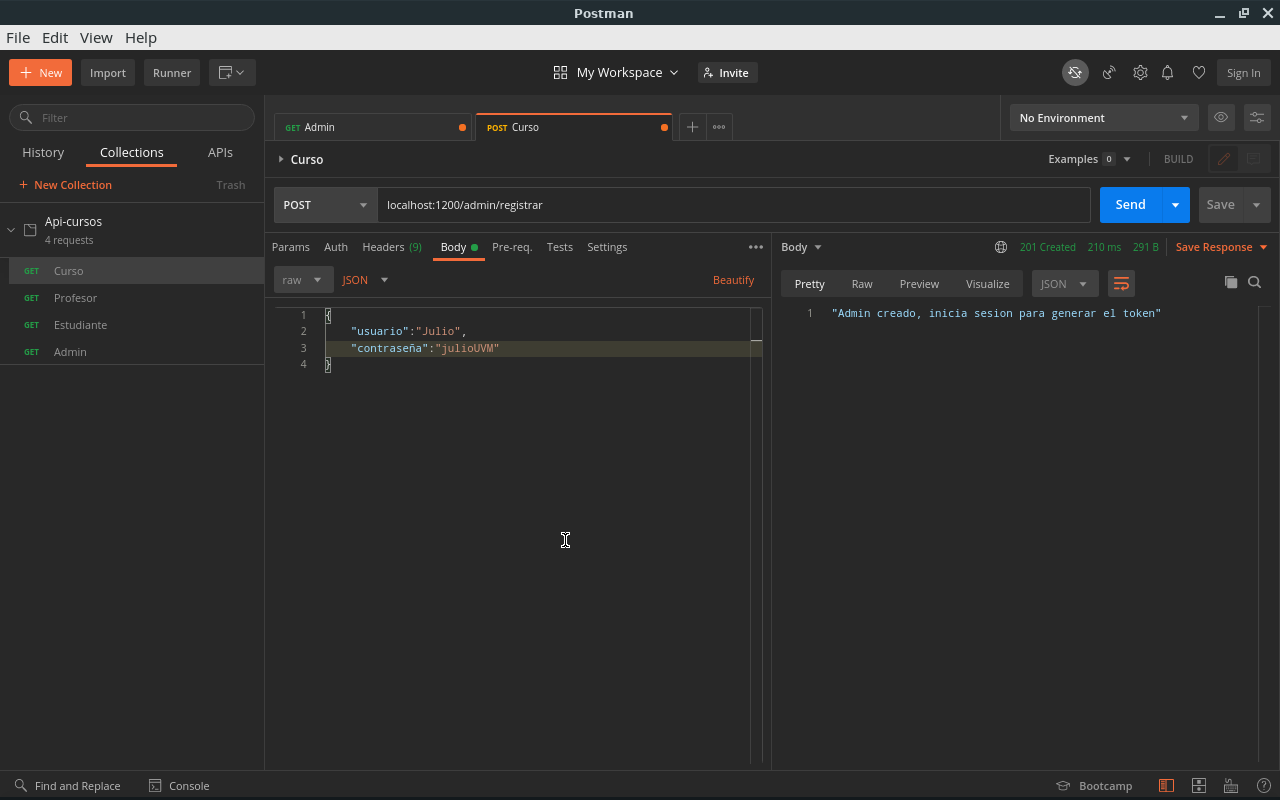 Postman
File Edit View Help
New Import Runner My Workspace Invite Sign In
Filter
GET Admin POST Curso No Environment
History Collections APIs
Curso Examples 0 BUILD
New Collection Trash
POST localhost:1200/admin/registrar Send Save
Api-cursos
4 requests
Params Auth Headers (9) Body Pre-req. Tests Settings Body 201 Created 210 ms 291 B Save Response
GET Curso
raw JSON Beautify Pretty Raw Preview Visualize JSON
GET Profesor
GET Estudiante
GET Admin
1 {
2 "usuario":"Julio",
3 "contraseña":"julioUVM"
4 }
1 "Admin creado, inicia sesion para generar el token"
Find and Replace Console Bootcamp